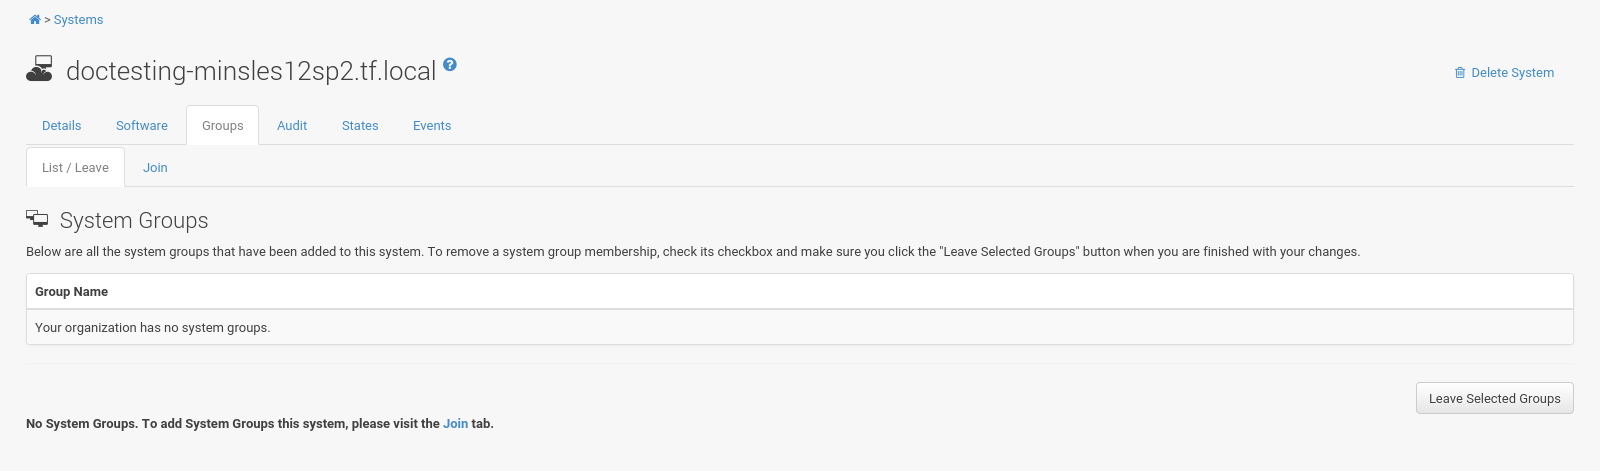 > Systems
doctesting-minsles12sp2.tf.local ?
Delete System
Details Software Groups Audit States Events
List / Leave Join
System Groups
Below are all the system groups that have been added to this system. To remove a system group membership, check its checkbox and make sure you click the "Leave Selected Groups" button when you are finished with your changes.
Group Name
Your organization has no system groups.
Leave Selected Groups
No System Groups. To add System Groups this system, please visit the Join tab.